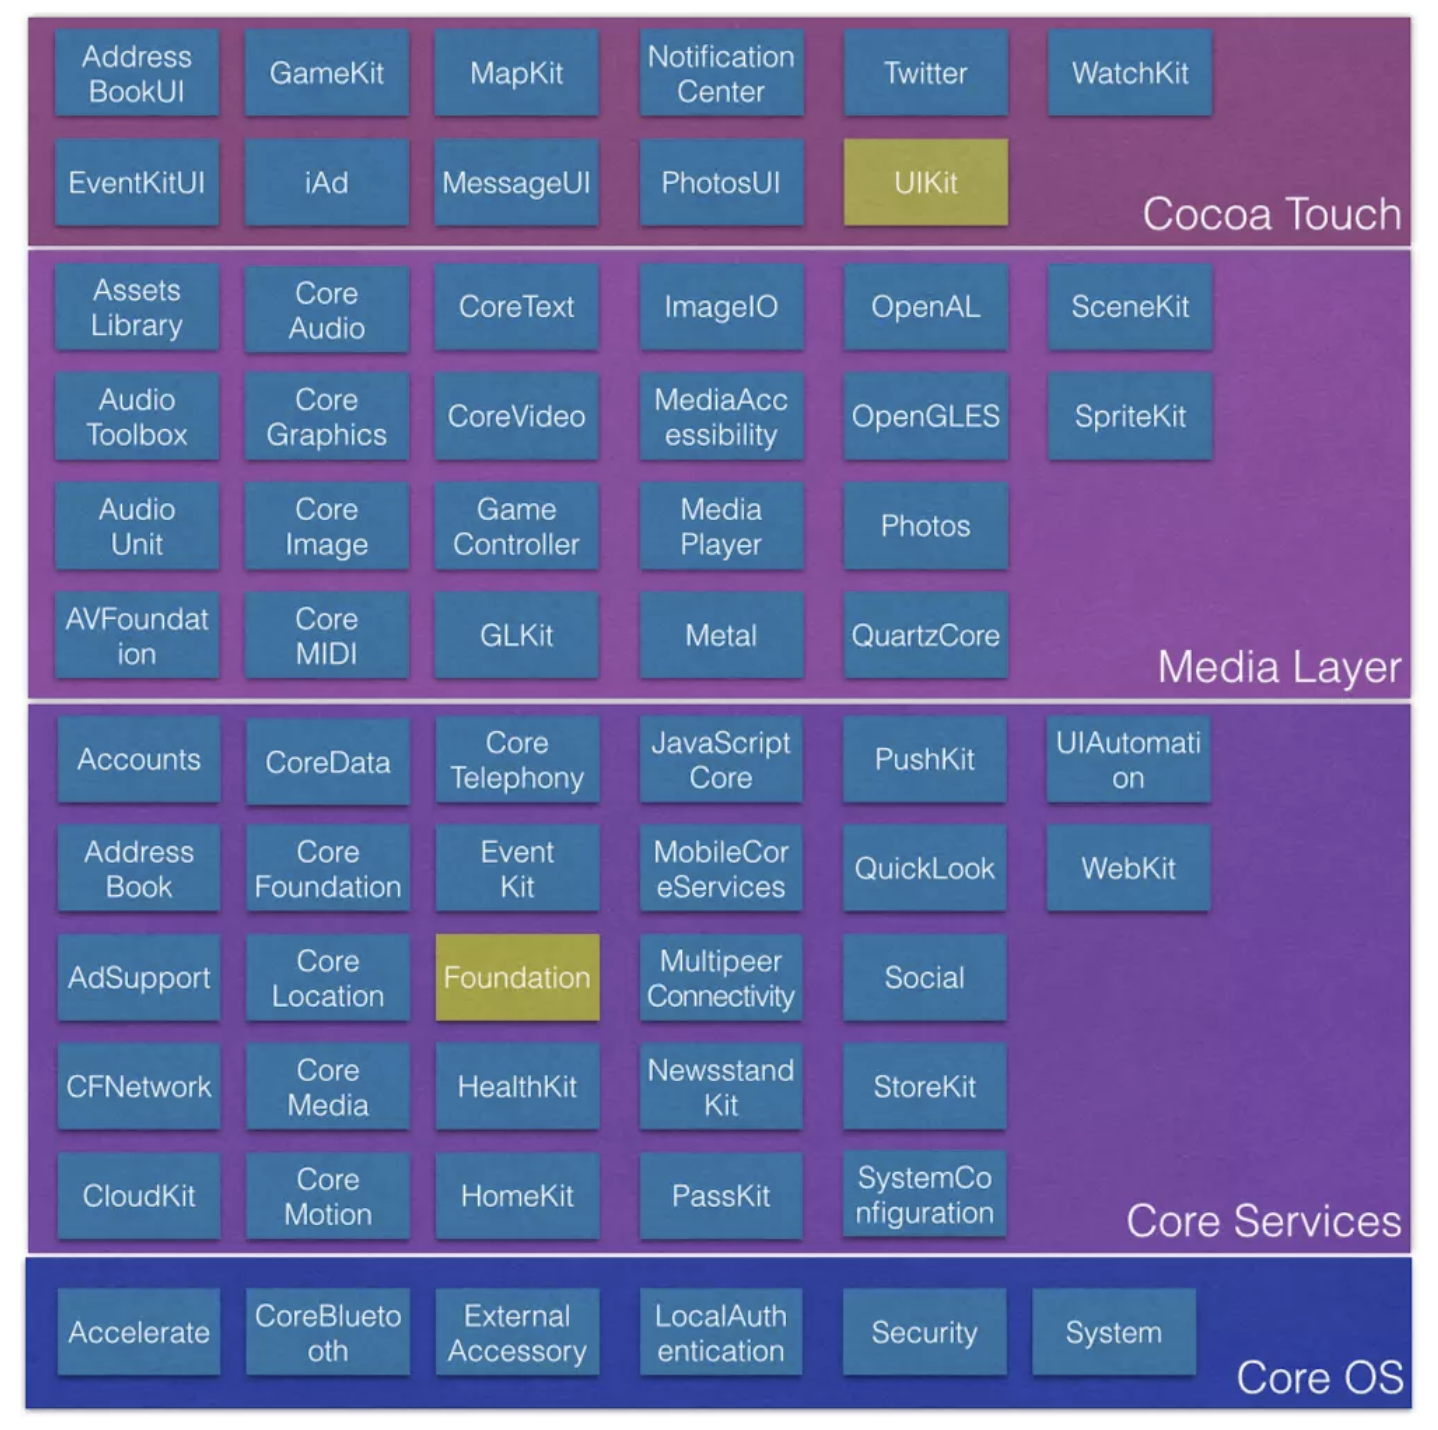 Address
BookUI
GameKit
MapKit
Notification
Center
Twitter
WatchKit
EventKitUI
iAd
MessageUI
PhotosUI
UIKit
Cocoa Touch
Assets
Library
Core
Audio
CoreText
ImageIO
OpenAL
SceneKit
Audio
Toolbox
Core
Graphics
CoreVideo
MediaAcc
essibility
OpenGLES
SpriteKit
Audio
Unit
Core
Image
Game
Controller
Media
Player
Photos
AVFoundat
ion
Core
MIDI
GLKit
Metal
QuartzCore
Media Layer
Accounts
CoreData
Core
Telephony
JavaScript
Core
PushKit
UIAutomati
on
Address
Book
Core
Foundation
Event
Kit
MobileCor
eServices
QuickLook
WebKit
AdSupport
Core
Location
Foundation
Multipeer
Connectivity
Social
CFNetwork
Core
Media
HealthKit
Newsstand
Kit
StoreKit
CloudKit
Core
Motion
HomeKit
PassKit
SystemCo
nfiguration
Core Services
Accelerate
CoreBlueto
oth
External
Accessory
LocalAuth
entication
Security
System
Core OS